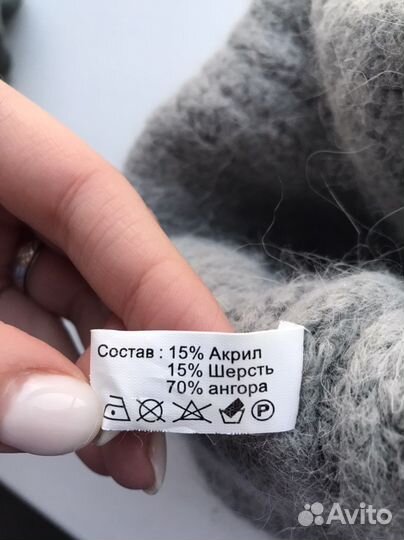 Состав : 15% Акрил
15% Шерсть
70% ангора
P
Avito